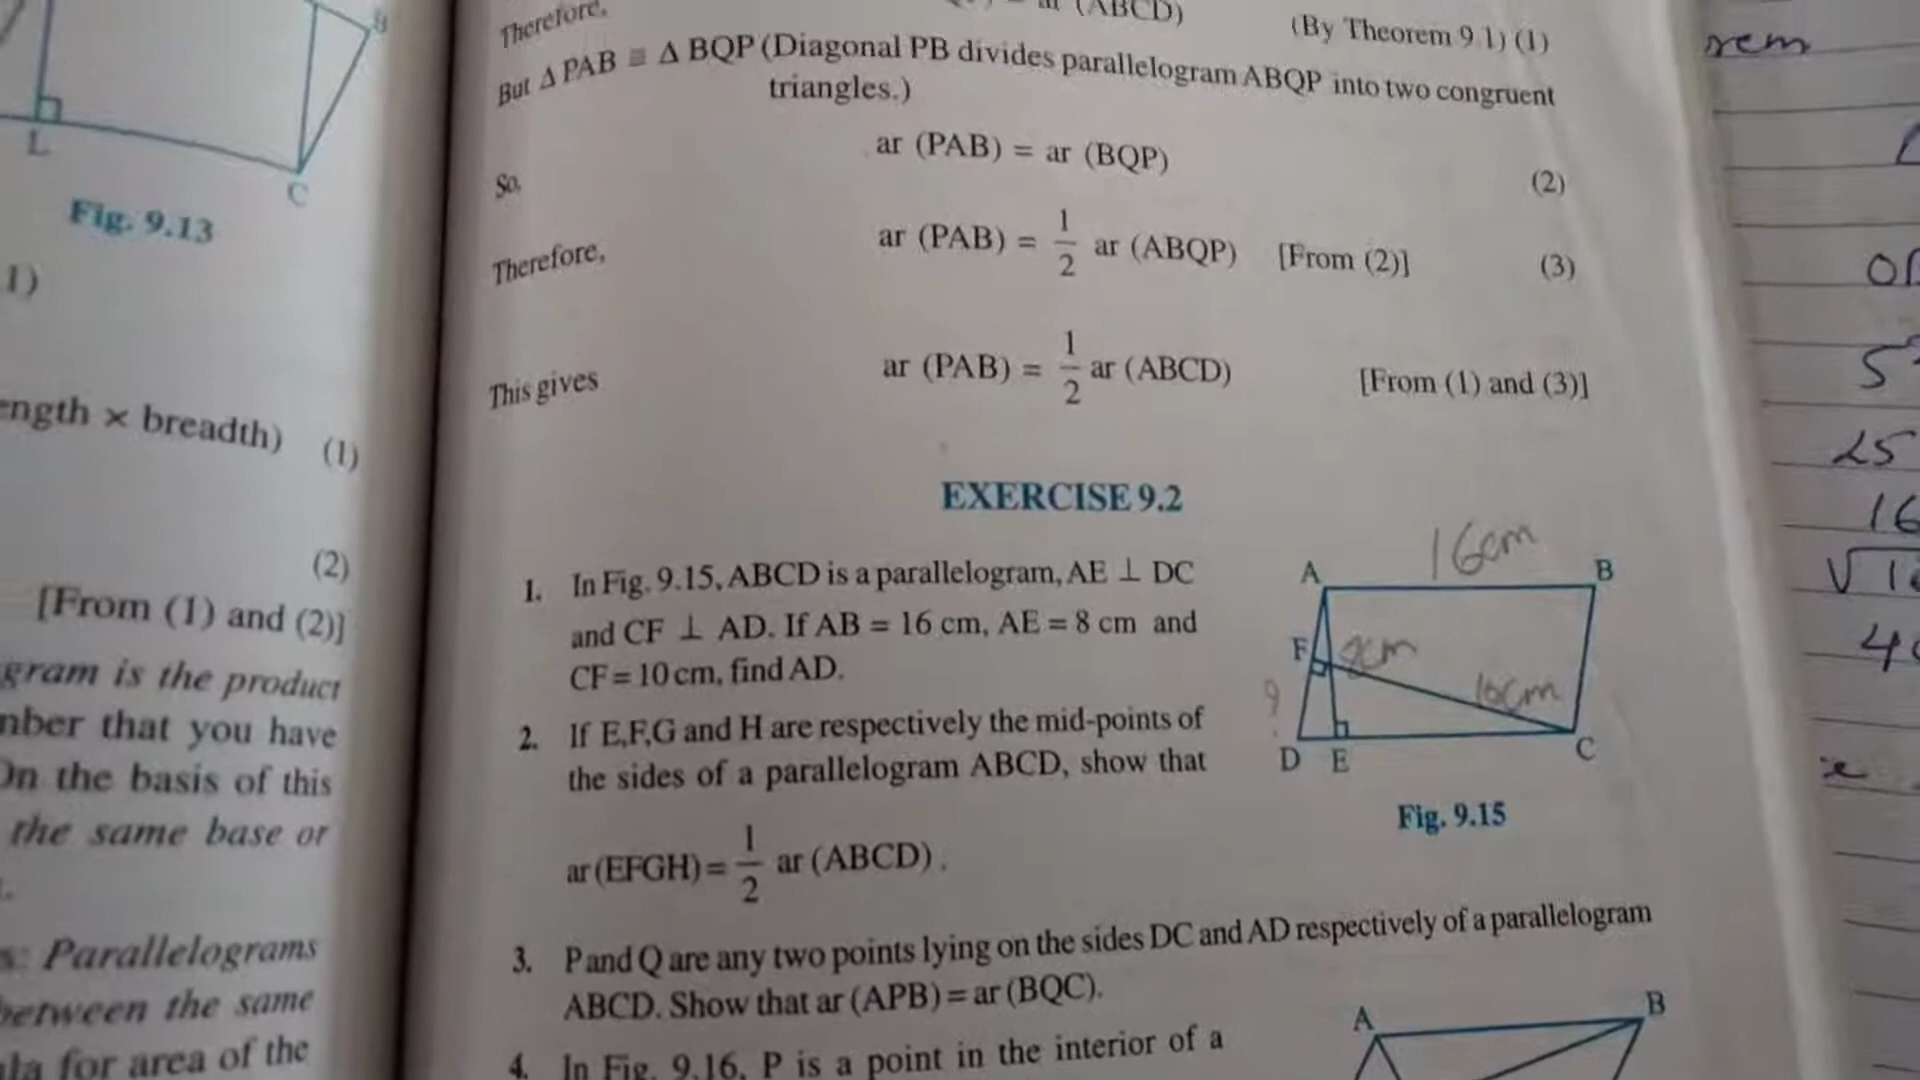 B
L
C
Fig. 9.13
1)
ength × breadth) (1)
(2)
[From (1) and (2)]
gram is the product
mber that you have
On the basis of this
the same base or
s: Parallelograms
between the same
ula for area of the
Therefore,
ar (ABCD) (By Theorem 9.1) (1)
But Δ PAB ≅ Δ BQP (Diagonal PB divides parallelogram ABQP into two congruent
triangles.)
So, ar (PAB) = ar (BQP) (2)
Therefore, ar (PAB) = 1/2 ar (ABQP) [From (2)] (3)
This gives ar (PAB) = 1/2 ar (ABCD) [From (1) and (3)]
EXERCISE 9.2
1. In Fig. 9.15, ABCD is a parallelogram, AE ⊥ DC
and CF ⊥ AD. If AB = 16 cm, AE = 8 cm and
CF = 10 cm, find AD.
2. If E,F,G and H are respectively the mid-points of
the sides of a parallelogram ABCD, show that
ar (EFGH) = 1/2 ar (ABCD) .
16cm
A B
F 8cm
10cm
D E C
Fig. 9.15
3. P and Q are any two points lying on the sides DC and AD respectively of a parallelogram
ABCD. Show that ar (APB) = ar (BQC).
4. In Fig. 9.16, P is a point in the interior of a
A B
rem
25
16